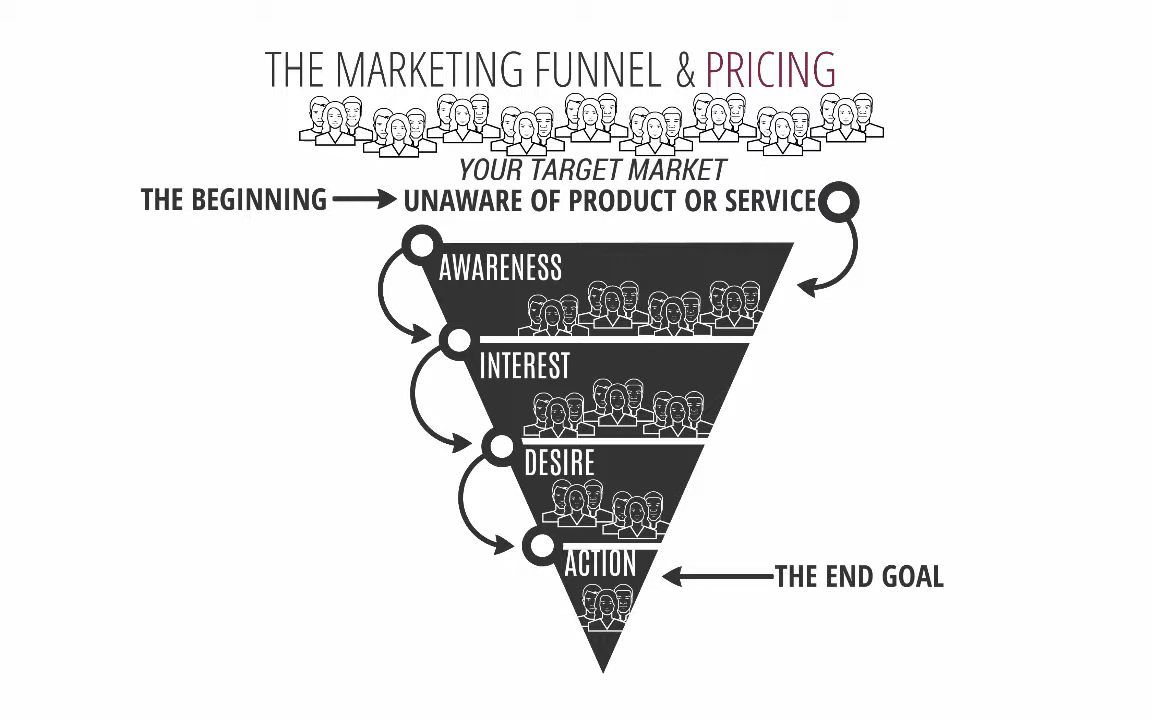 THE MARKETING FUNNEL & PRICING
YOUR TARGET MARKET
THE BEGINNING
UNAWARE OF PRODUCT OR SERVICE
AWARENESS
INTEREST
DESIRE
ACTION
THE END GOAL